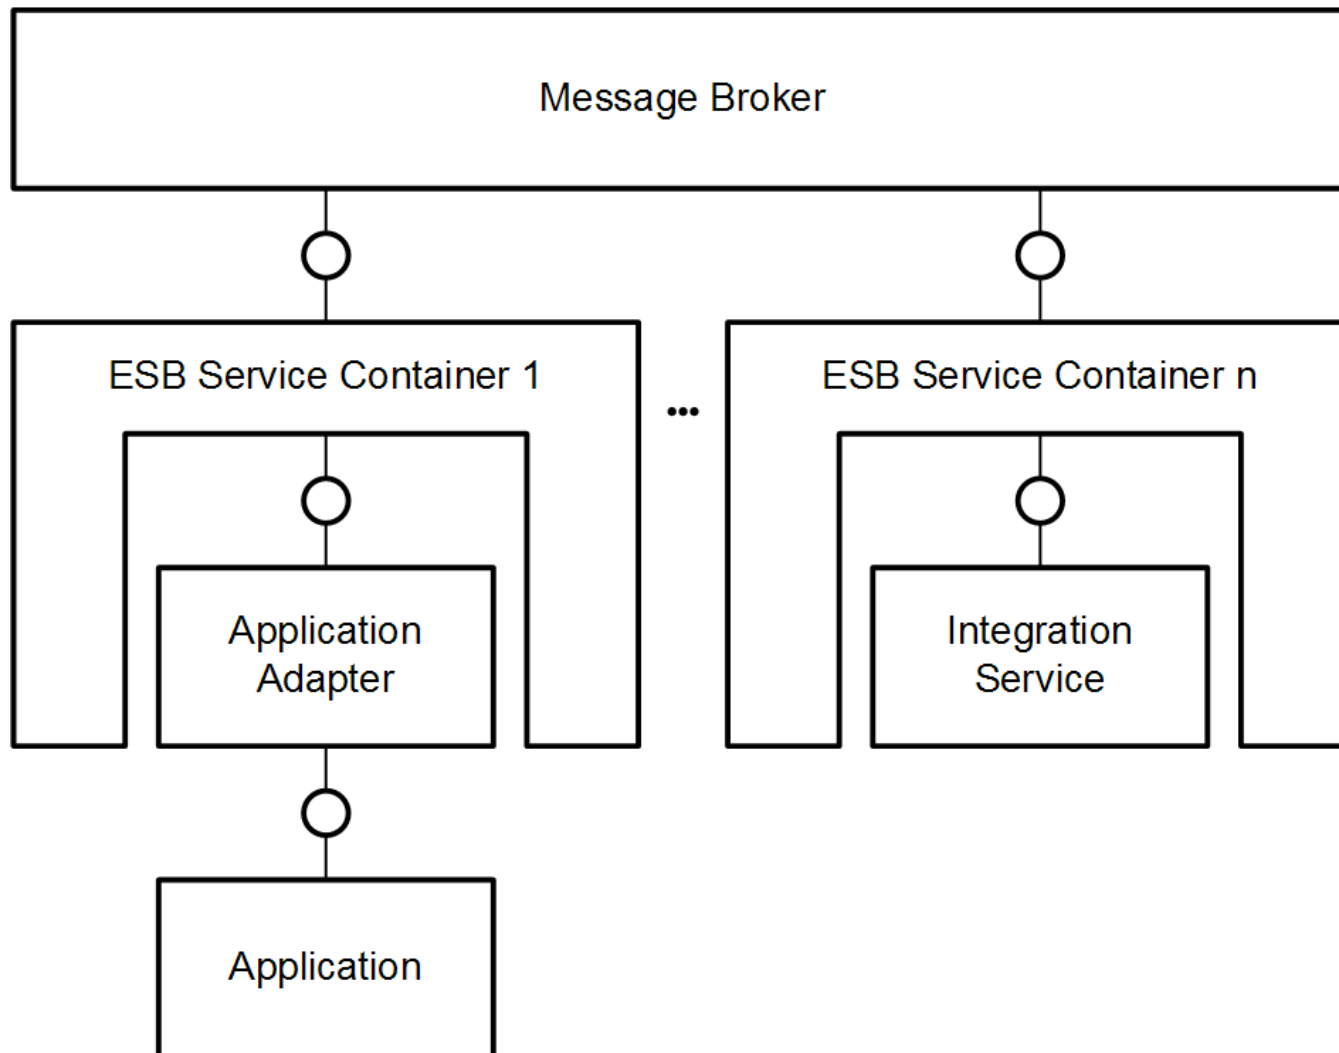 Message Broker
ESB Service Container 1
ESB Service Container n
...
Application
Adapter
Integration
Service
Application